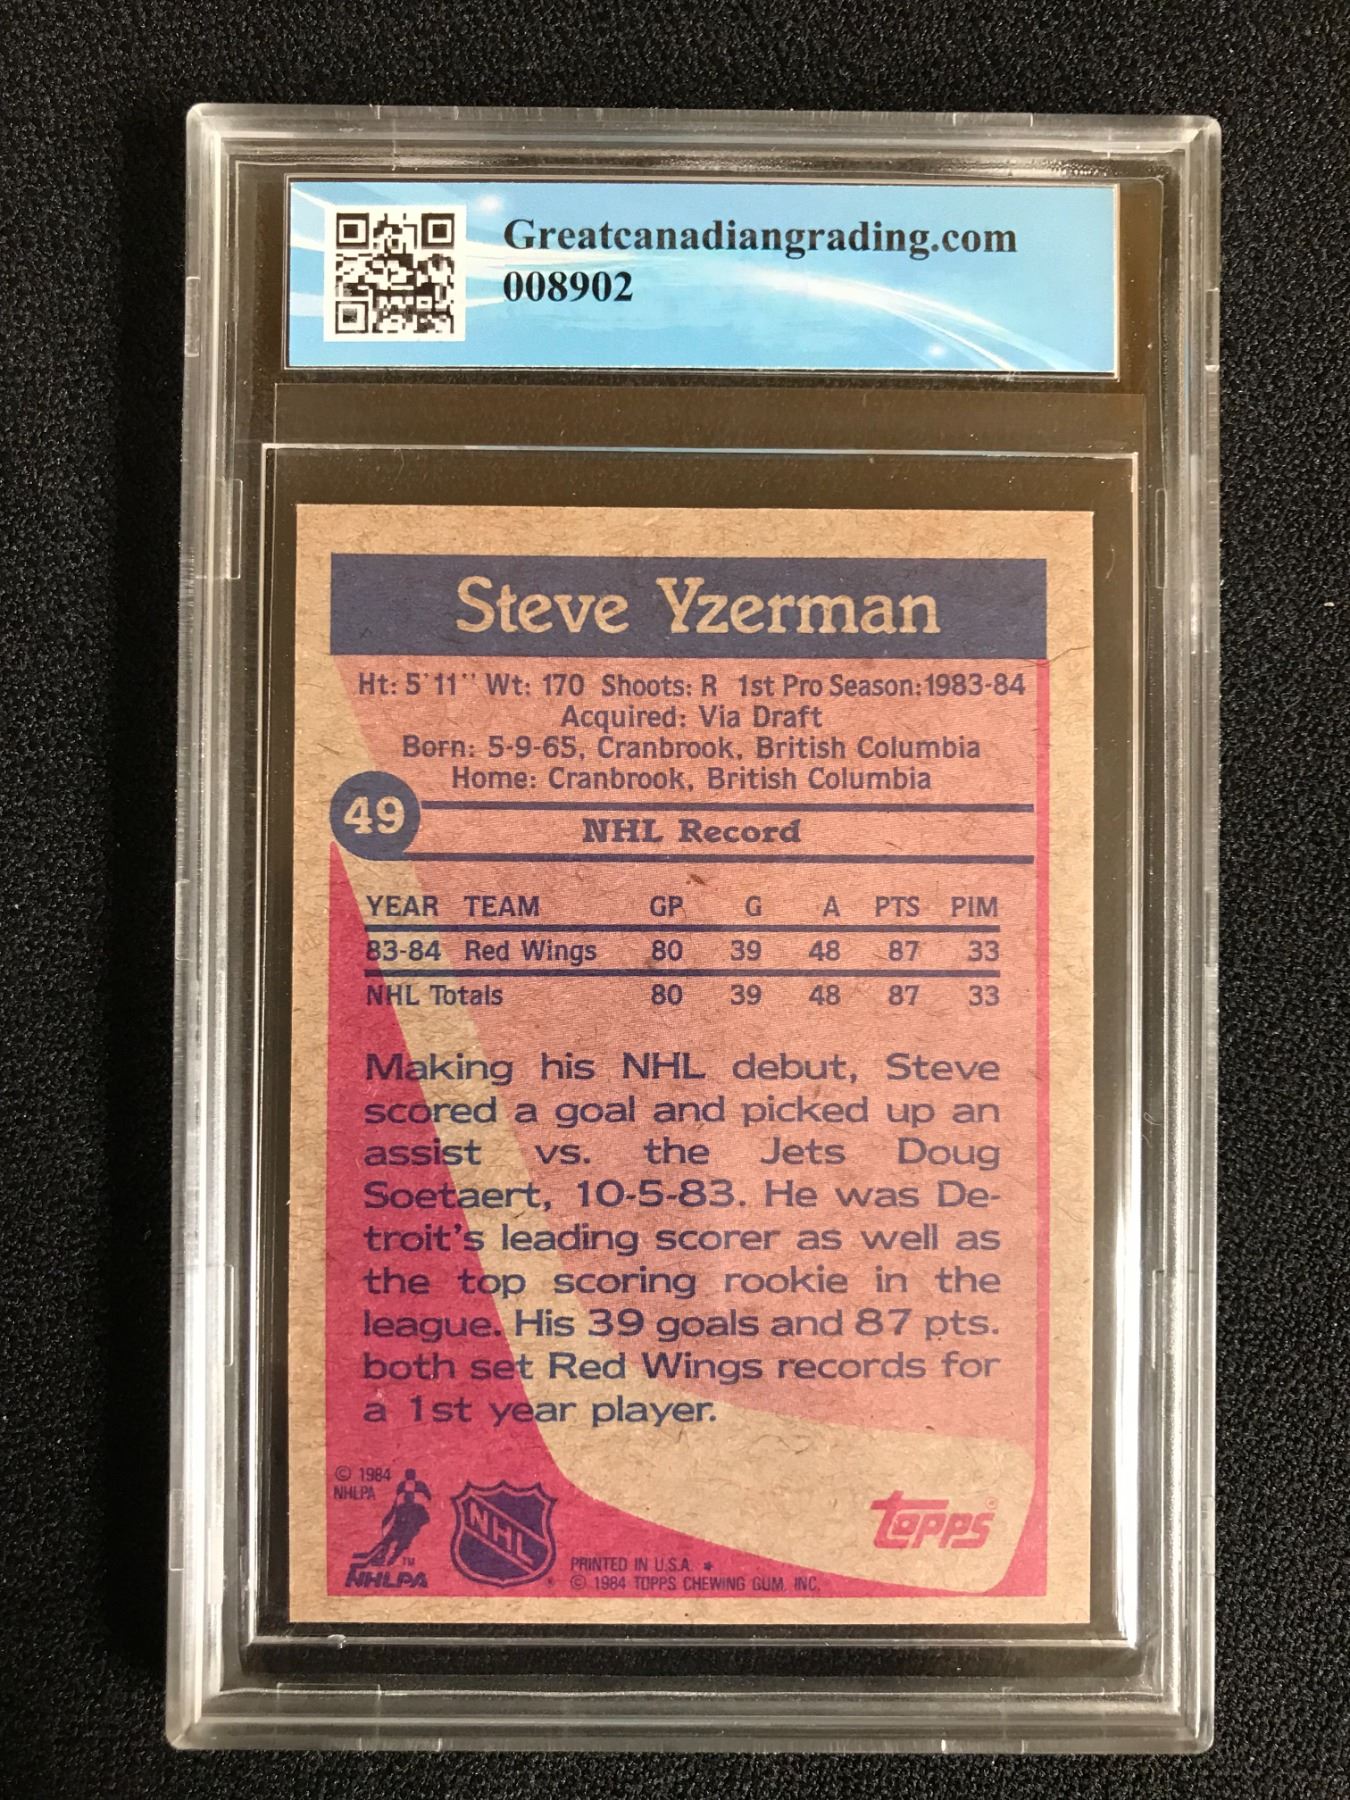 Greatcanadiangrading.com
008902
Steve Yzerman
Ht: 5'11" Wt: 170 Shoots: R 1st Pro Season: 1983-84
Acquired: Via Draft
Born: 5-9-65, Cranbrook, British Columbia
Home: Cranbrook, British Columbia
49
NHL Record
YEAR TEAM GP G A PTS PIM
83-84 Red Wings 80 39 48 87 33
NHL Totals 80 39 48 87 33
Making his NHL debut, Steve
scored a goal and picked up an
assist vs. the Jets Doug
Soetaert, 10-5-83. He was De-
troit's leading scorer as well as
the top scoring rookie in the
league. His 39 goals and 87 pts.
both set Red Wings records for
a 1st year player.
© 1984
NHLPA
TM
NHLPA
NHL
®
topps®
PRINTED IN U.S.A. *
© 1984 TOPPS CHEWING GUM, INC.